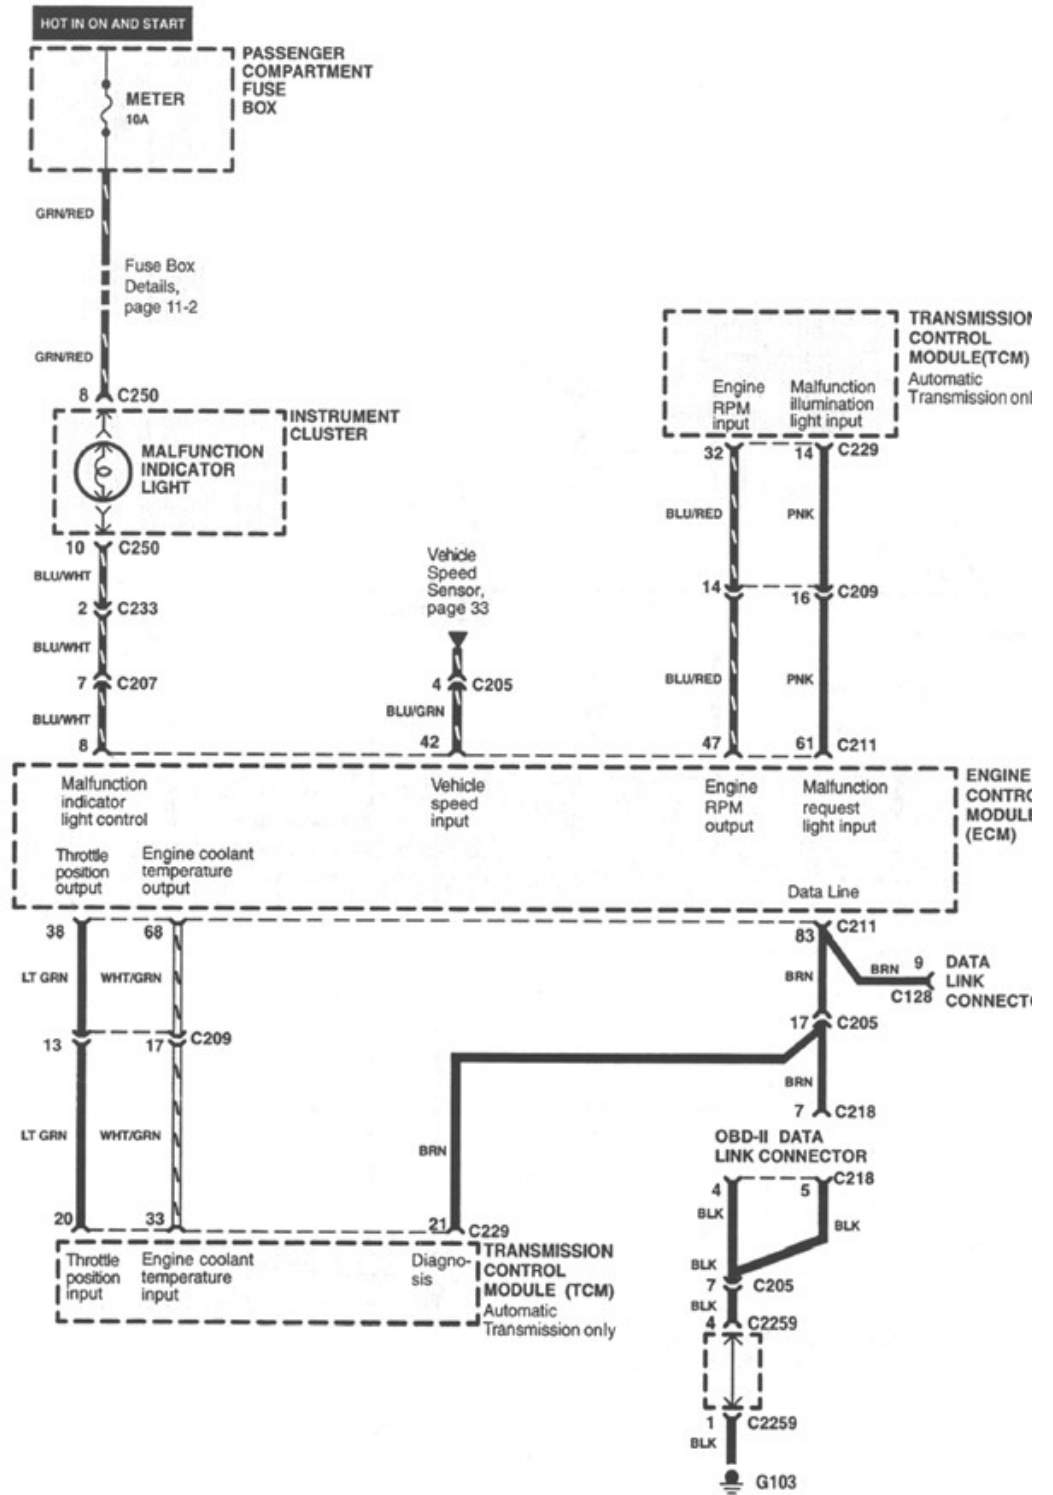 HOT IN ON AND START
PASSENGER
COMPARTMENT
FUSE
BOX
METER
10A
GRN/RED
Fuse Box
Details,
page 11-2
GRN/RED
8 C250
INSTRUMENT
CLUSTER
MALFUNCTION
INDICATOR
LIGHT
10 C250
BLU/WHT
2 C233
BLU/WHT
7 C207
BLU/WHT
8
Vehicle
Speed
Sensor,
page 33
4 C205
BLU/GRN
42
TRANSMISSION
CONTROL
MODULE(TCM)
Automatic
Transmission onl
Engine
RPM
input
Malfunction
illumination
light input
32 14 C229
BLU/RED PNK
14 16 C209
BLU/RED PNK
47 61 C211
ENGINE
CONTRO
MODULE
(ECM)
Malfunction
indicator
light control
Vehicle
speed
input
Engine
RPM
output
Malfunction
request
light input
Throttle
position
output
Engine coolant
temperature
output
Data Line
38 68 83 C211
LT GRN WHT/GRN BRN
BRN 9
C128
DATA
LINK
CONNECT
13 17 C209
17 C205
BRN
7 C218
LT GRN WHT/GRN BRN
OBD-II DATA
LINK CONNECTOR
4 5 C218
BLK BLK
20 33 21 C229
Throttle
position
input
Engine coolant
temperature
input
Diagno-
sis
TRANSMISSION
CONTROL
MODULE (TCM)
Automatic
Transmission only
BLK
7 C205
BLK
4 C2259
1 C2259
BLK
G103